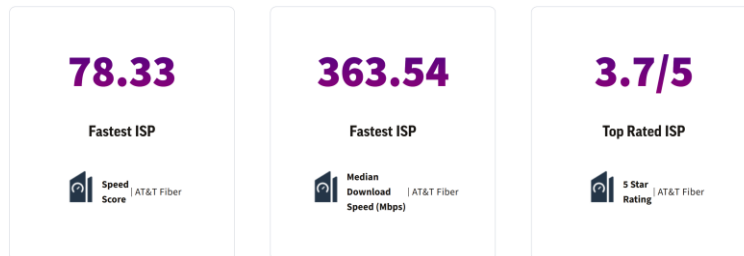 78.33
Fastest ISP
Speed
Score
| AT&T Fiber
363.54
Fastest ISP
Median
Download
Speed (Mbps)
| AT&T Fiber
3.7/5
Top Rated ISP
5 Star
Rating
| AT&T Fiber